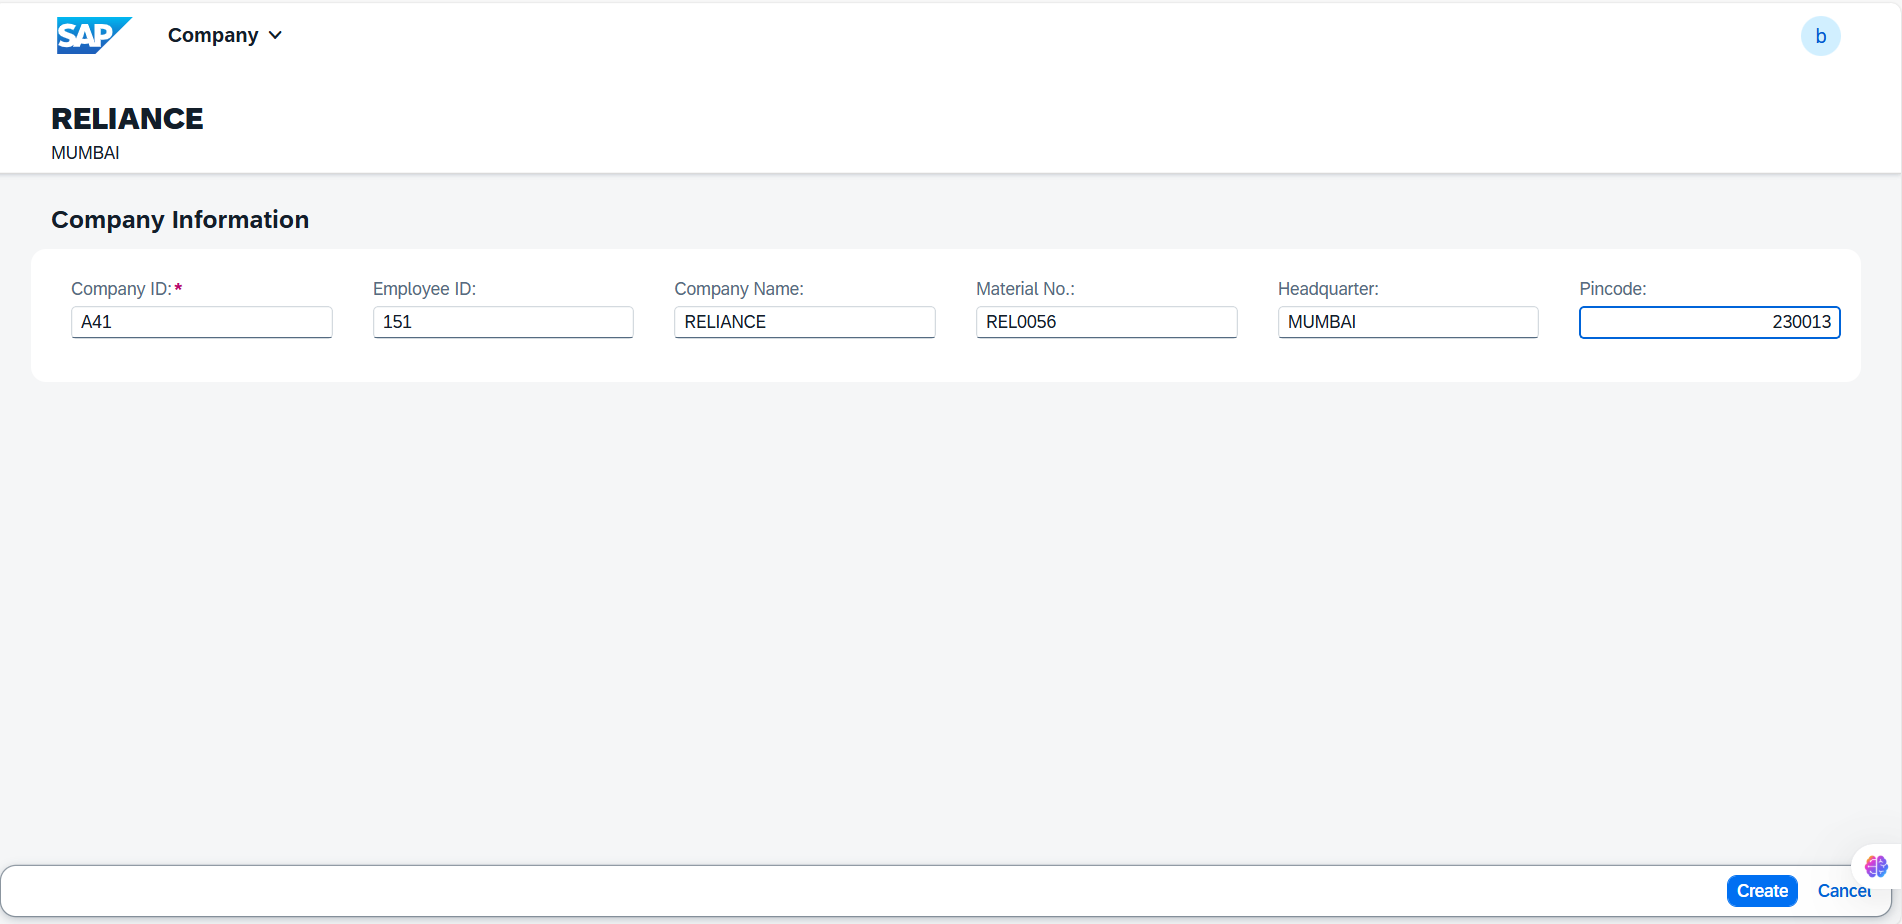 SAP Company b
RELIANCE
MUMBAI
Company Information
Company ID:* Employee ID: Company Name: Material No.: Headquarter: Pincode:
A41 151 RELIANCE REL0056 MUMBAI 230013
Create Cancel